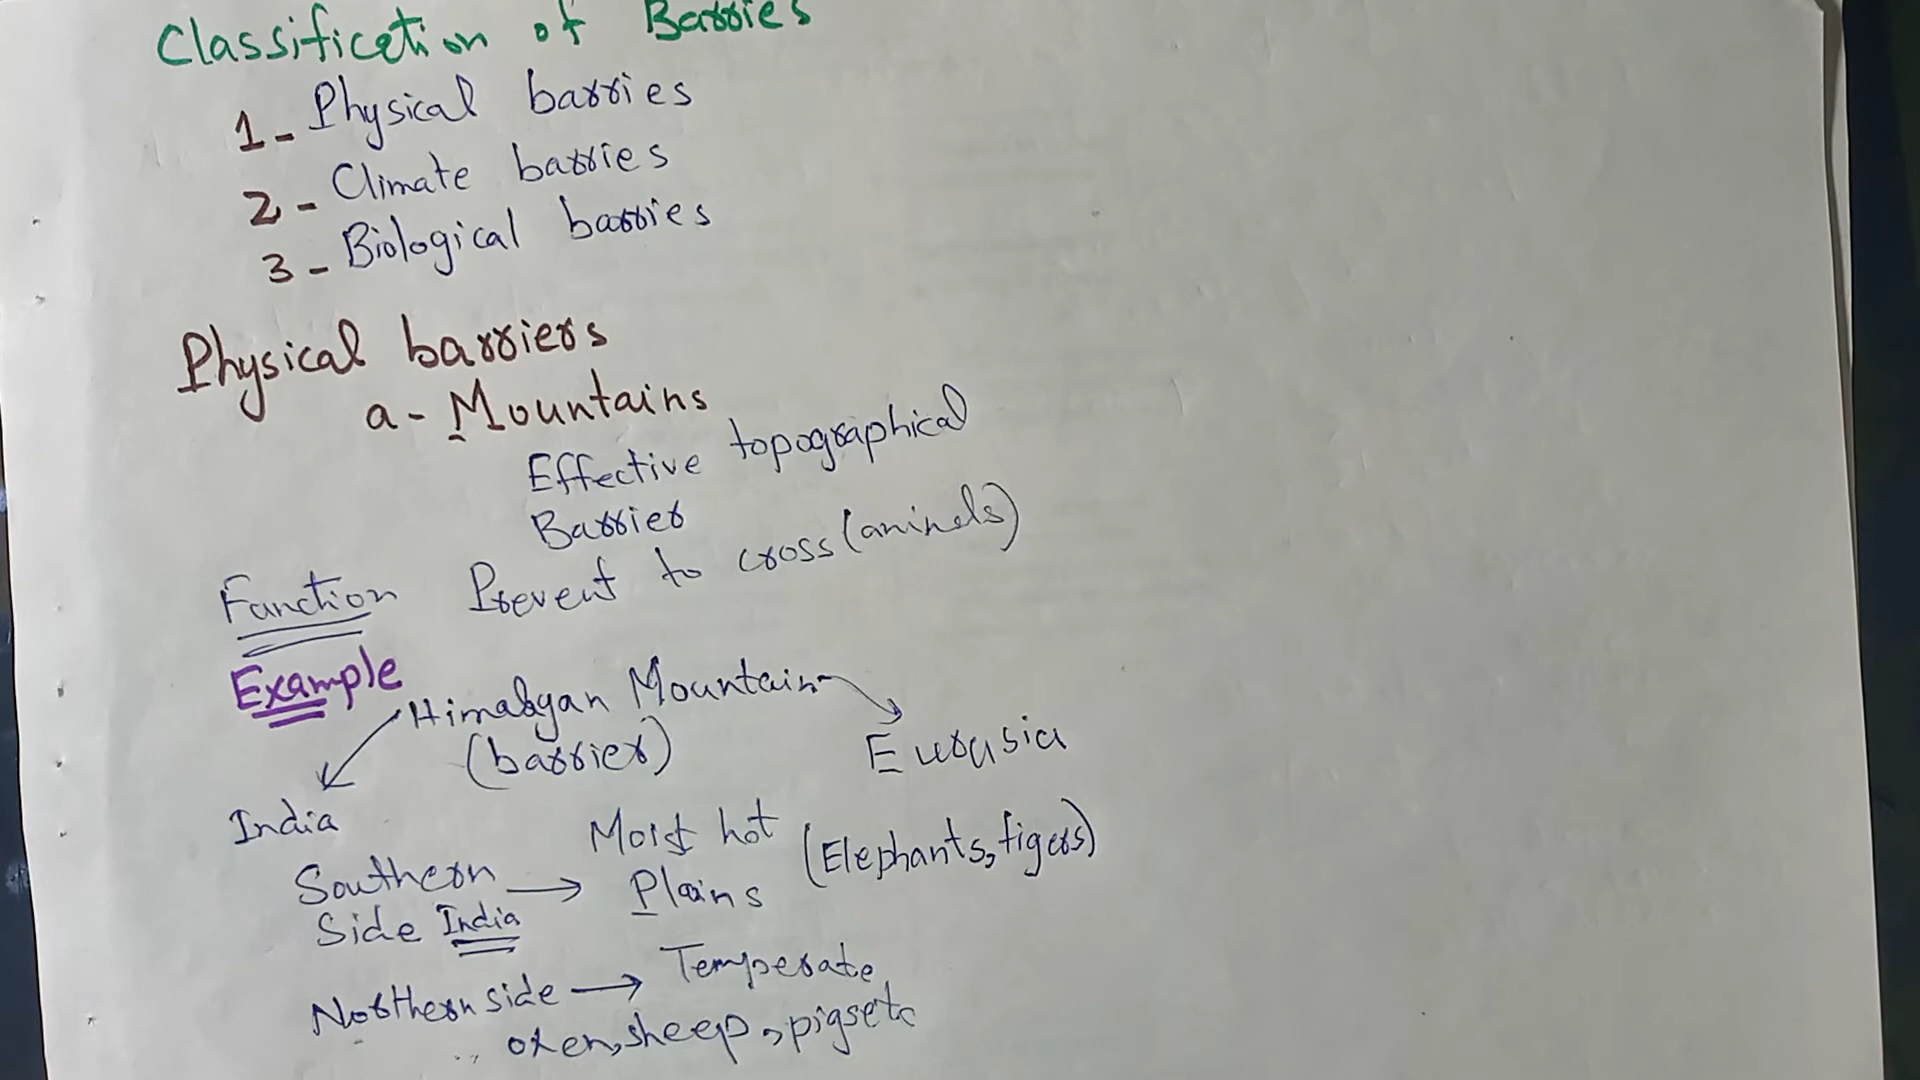 Classification of Barries
1- Physical barries
2- Climate barries
3- Biological barries
Physical barriers
a- Mountains
Effective topographical
Barrier
Function Prevent to cross (aninels)
Example
Himalyan Mountain
(barrier)
Eurasia
India
Southern Side India → Moist hot Plains (Elephants, tigers)
Northern side → Temperate
oxen, sheep, pigs etc